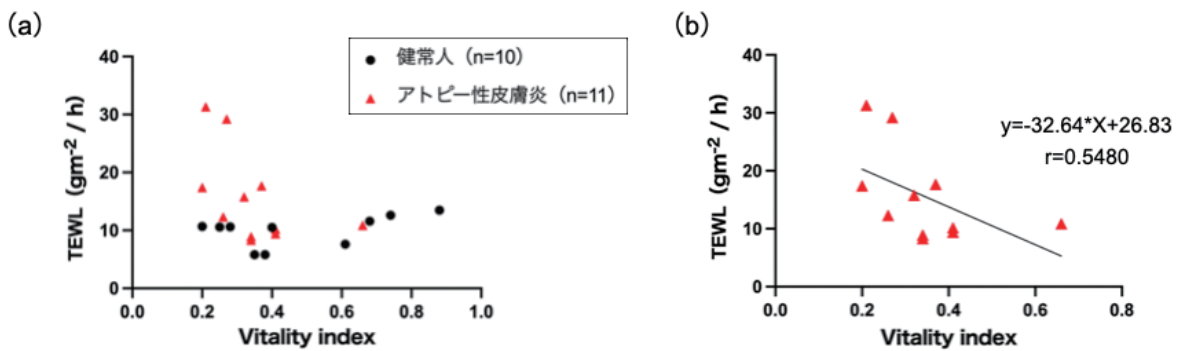 (a)
健常人（n=10）
アトピー性皮膚炎（n=11）
TEWL（gm⁻² / h）
40
30
20
10
0
0.0 0.2 0.4 0.6 0.8 1.0
Vitality index
(b)
y=-32.64*X+26.83
r=0.5480
TEWL（gm⁻² / h）
40
30
20
10
0
0.0 0.2 0.4 0.6 0.8
Vitality index